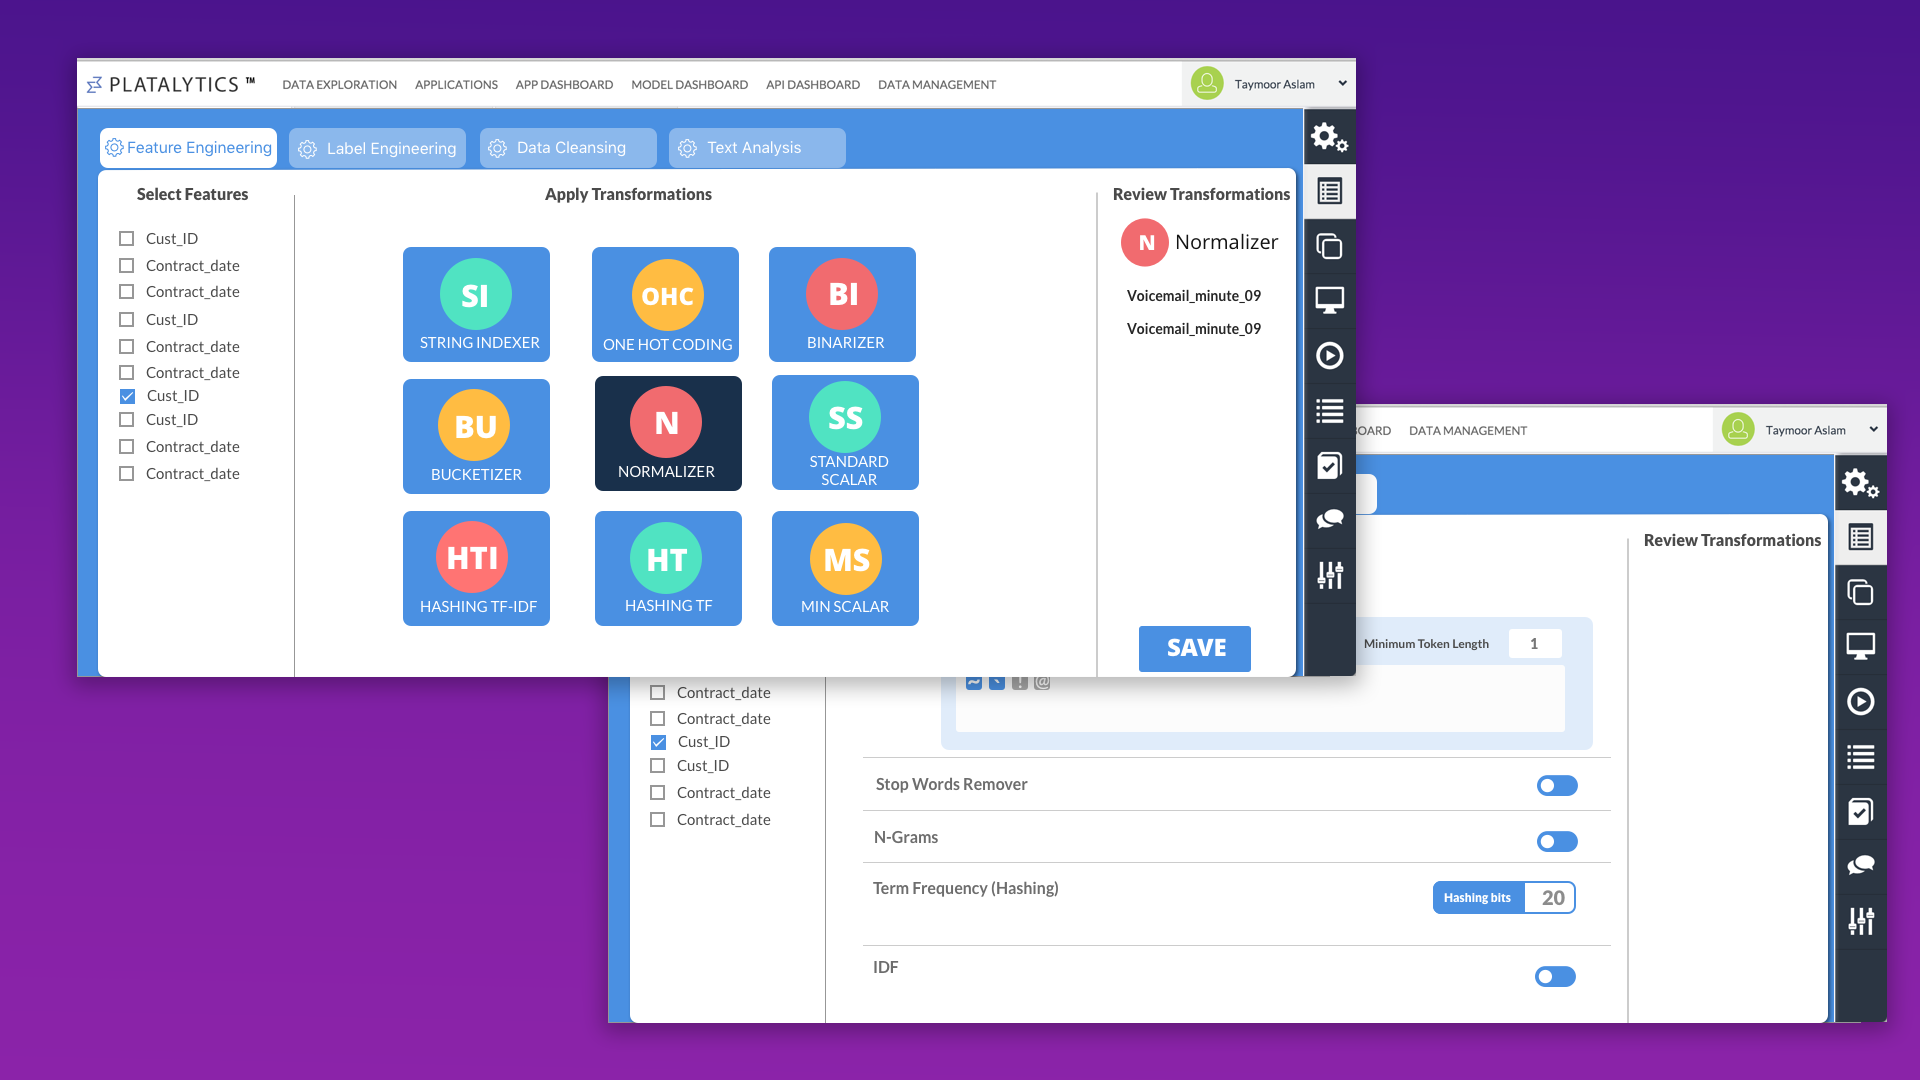 PLATALYTICS ™
DATA EXPLORATION APPLICATIONS APP DASHBOARD MODEL DASHBOARD API DASHBOARD DATA MANAGEMENT
Taymoor Aslam
Feature Engineering
Label Engineering
Data Cleansing
Text Analysis
Select Features
Cust_ID
Contract_date
Contract_date
Cust_ID
Contract_date
Contract_date
Cust_ID
Cust_ID
Contract_date
Contract_date
Apply Transformations
SI
STRING INDEXER
OHC
ONE HOT CODING
BI
BINARIZER
BU
BUCKETIZER
N
NORMALIZER
SS
STANDARD
SCALAR
HTI
HASHING TF-IDF
HT
HASHING TF
MS
MIN SCALAR
Review Transformations
N Normalizer
Voicemail_minute_09
Voicemail_minute_09
SAVE
OARD DATA MANAGEMENT
Taymoor Aslam
Review Transformations
Minimum Token Length 1
! @
Contract_date
Contract_date
Cust_ID
Cust_ID
Contract_date
Contract_date
Stop Words Remover
N-Grams
Term Frequency (Hashing)
Hashing bits 20
IDF